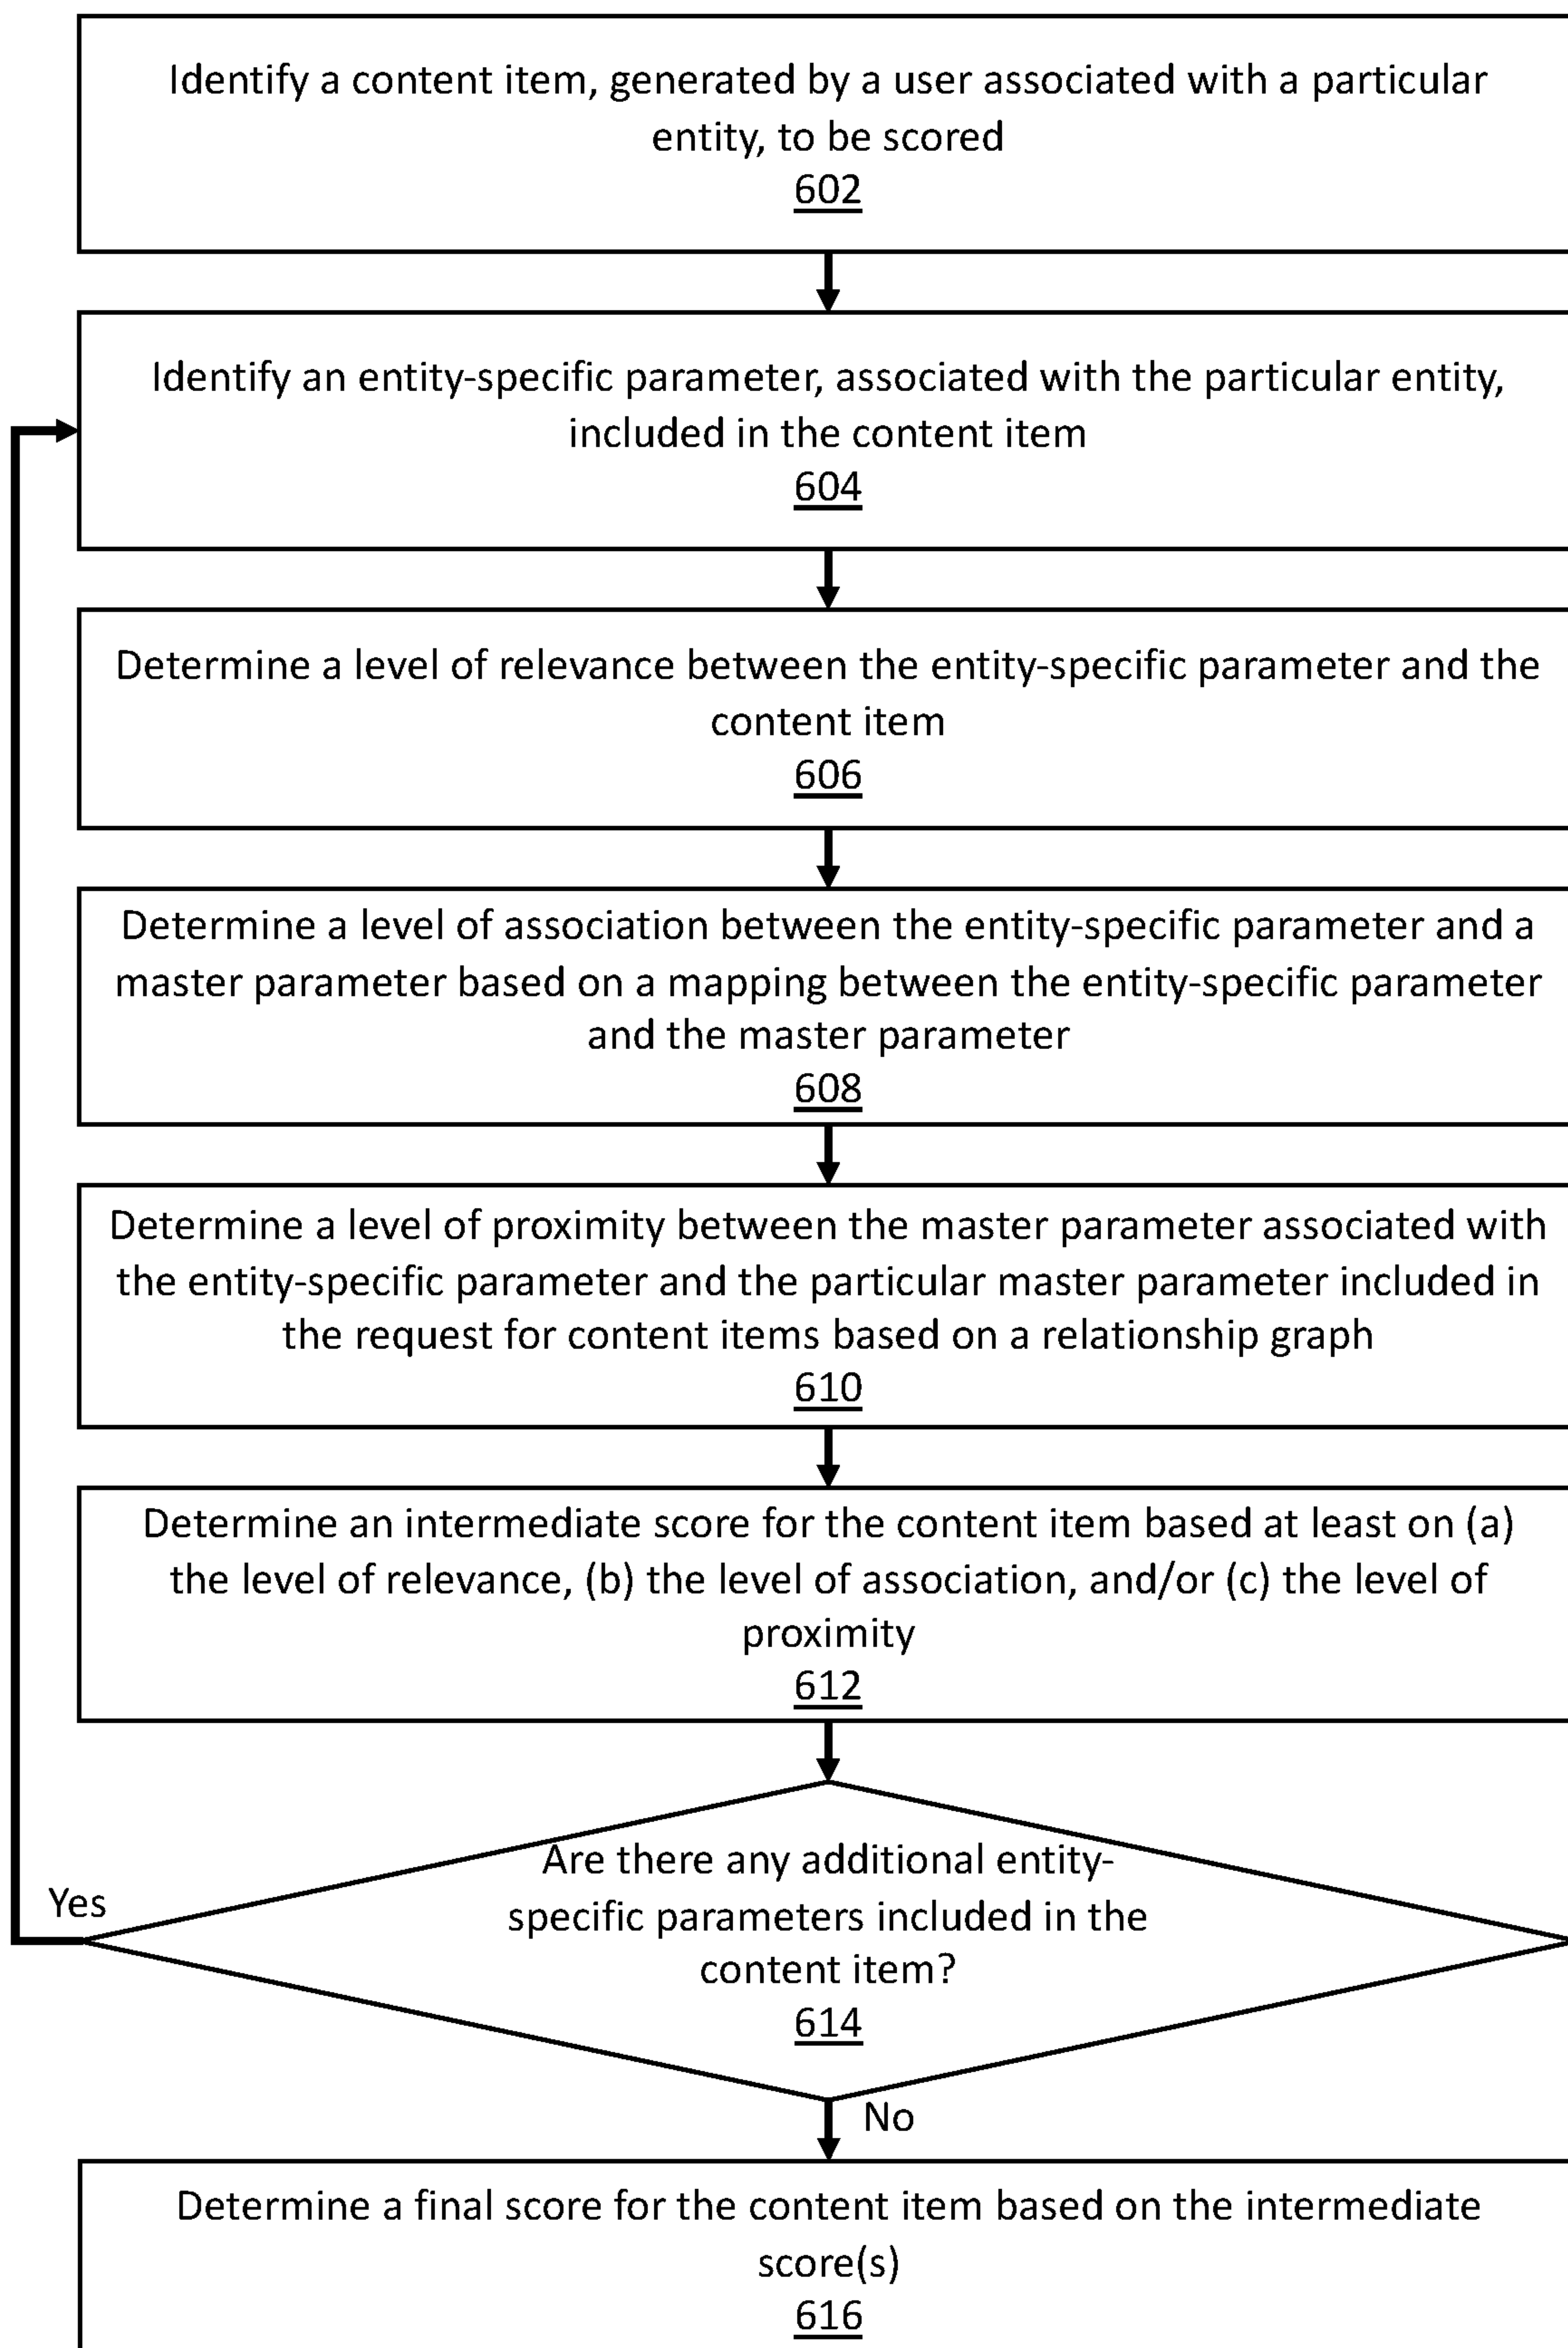 Identify a content item, generated by a user associated with a particular
entity, to be scored
602
Identify an entity-specific parameter, associated with the particular entity,
included in the content item
604
Determine a level of relevance between the entity-specific parameter and the
content item
606
Determine a level of association between the entity-specific parameter and a
master parameter based on a mapping between the entity-specific parameter
and the master parameter
608
Determine a level of proximity between the master parameter associated with
the entity-specific parameter and the particular master parameter included in
the request for content items based on a relationship graph
610
Determine an intermediate score for the content item based at least on (a)
the level of relevance, (b) the level of association, and/or (c) the level of
proximity
612
Are there any additional entity-
Yes
specific parameters included in the
content item?
614
No
Determine a final score for the content item based on the intermediate
score(s)
616